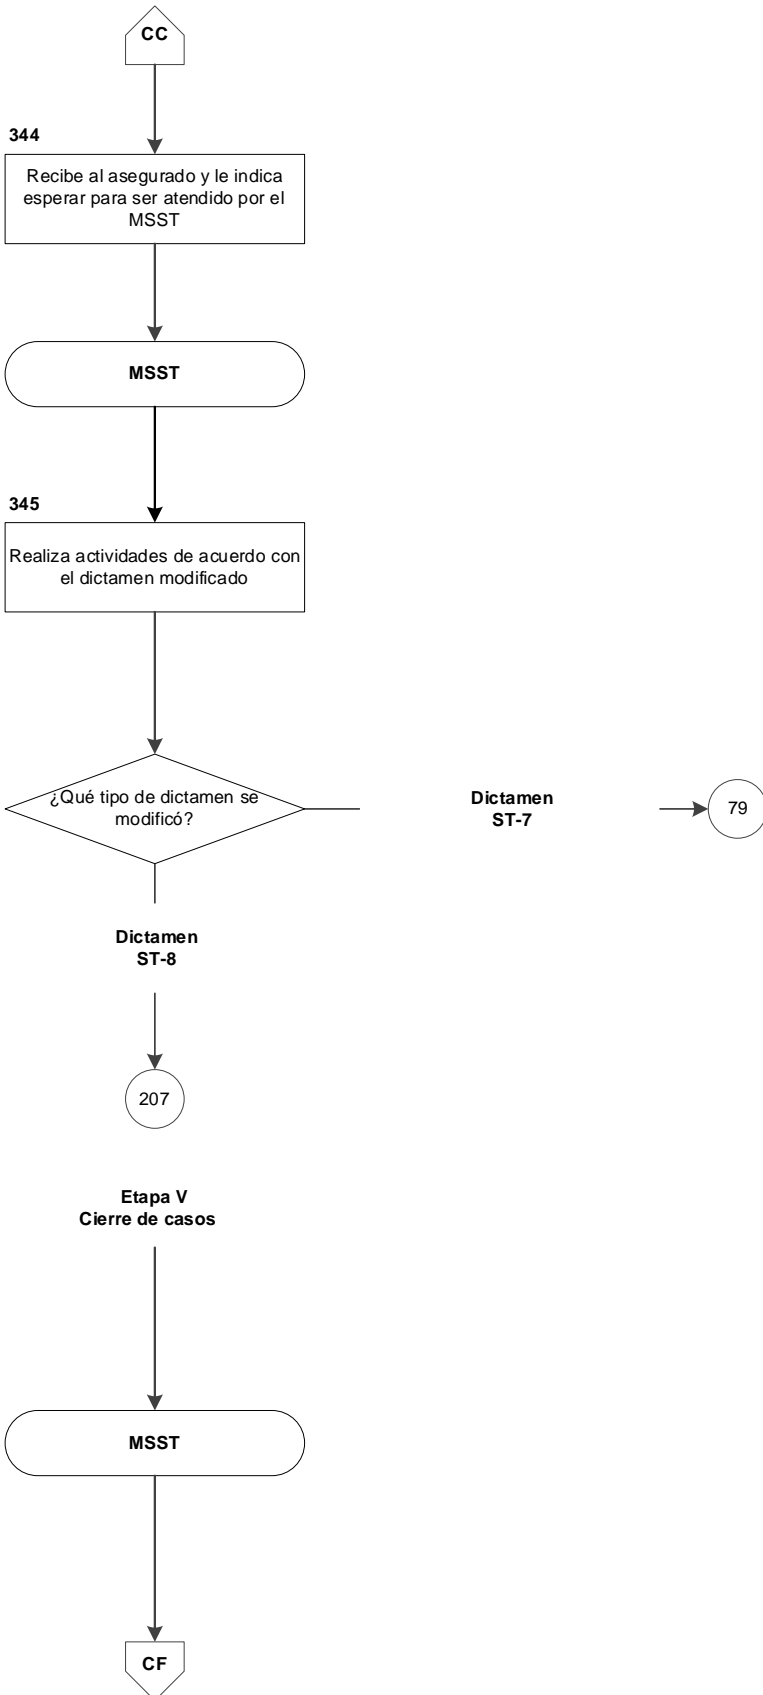 CC
344
Recibe al asegurado y le indica
esperar para ser atendido por el
MSST
MSST
345
Realiza actividades de acuerdo con
el dictamen modificado
¿Qué tipo de dictamen se
modificó?
Dictamen
ST-7
79
Dictamen
ST-8
207
Etapa V
Cierre de casos
MSST
CF